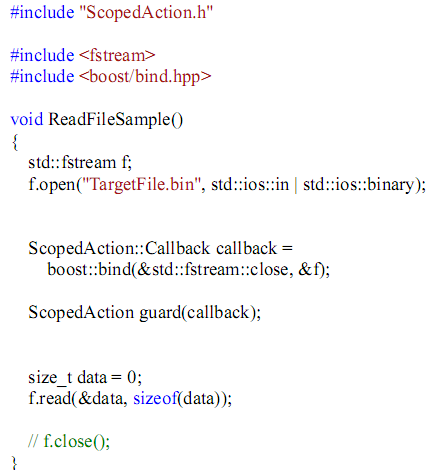 #include "ScopedAction.h"
#include <fstream>
#include <boost/bind.hpp>
void ReadFileSample()
{
std::fstream f;
f.open("TargetFile.bin", std::ios::in | std::ios::binary);
ScopedAction::Callback callback =
boost::bind(&std::fstream::close, &f);
ScopedAction guard(callback);
size_t data = 0;
f.read(&data, sizeof(data));
// f.close();
}